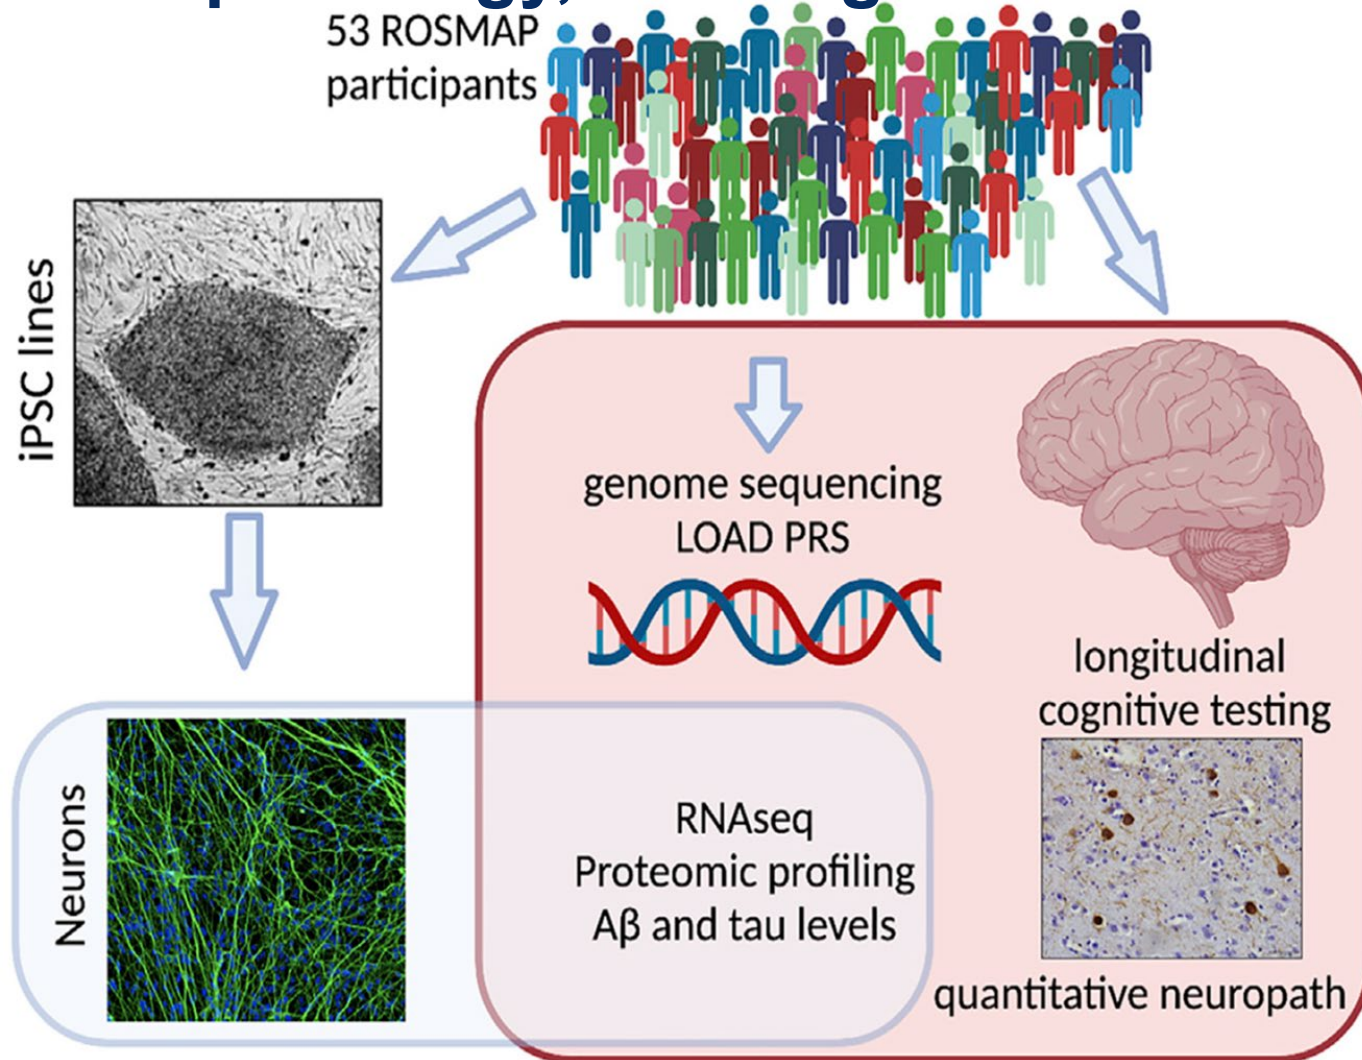 53 ROSMAP
participants
iPSC lines
genome sequencing
LOAD PRS
longitudinal
cognitive testing
Neurons
RNAseq
Proteomic profiling
Aβ and tau levels
quantitative neuropath